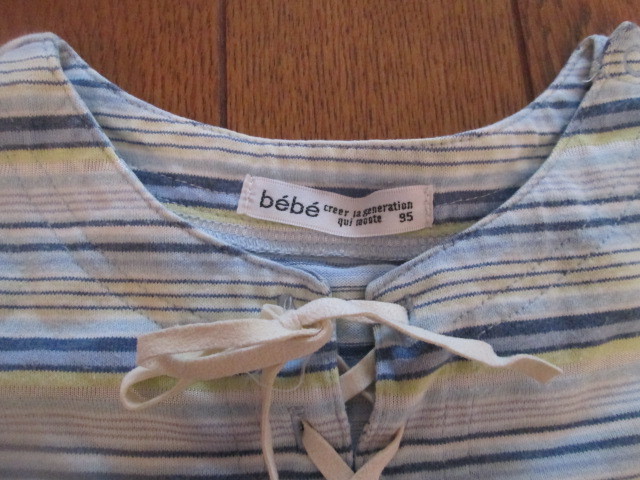 bébé creer la generation
qui monte 95